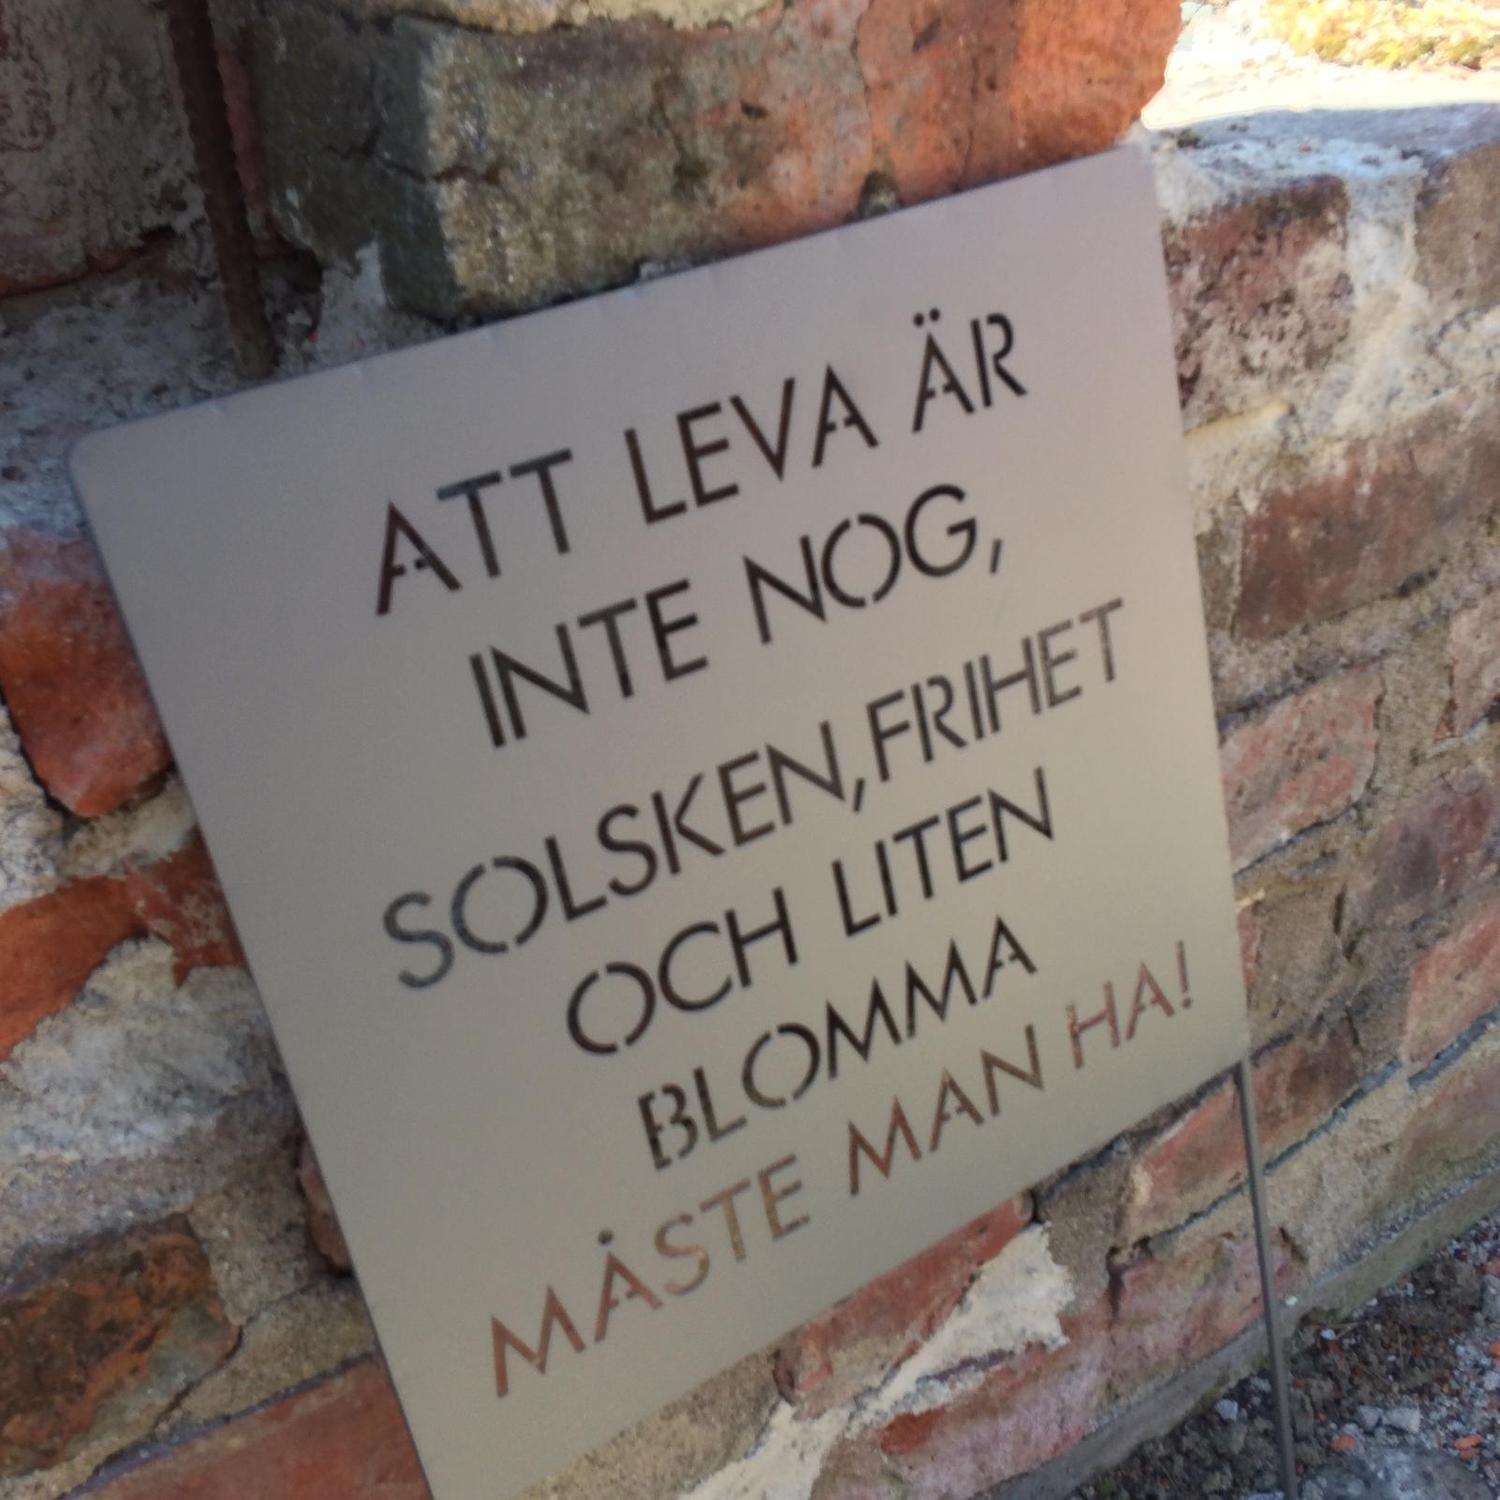 ATT LEVA ÄR
INTE NOG,
SOLSKEN, FRIHET
OCH LITEN
BLOMMA
MÅSTE MAN HA!